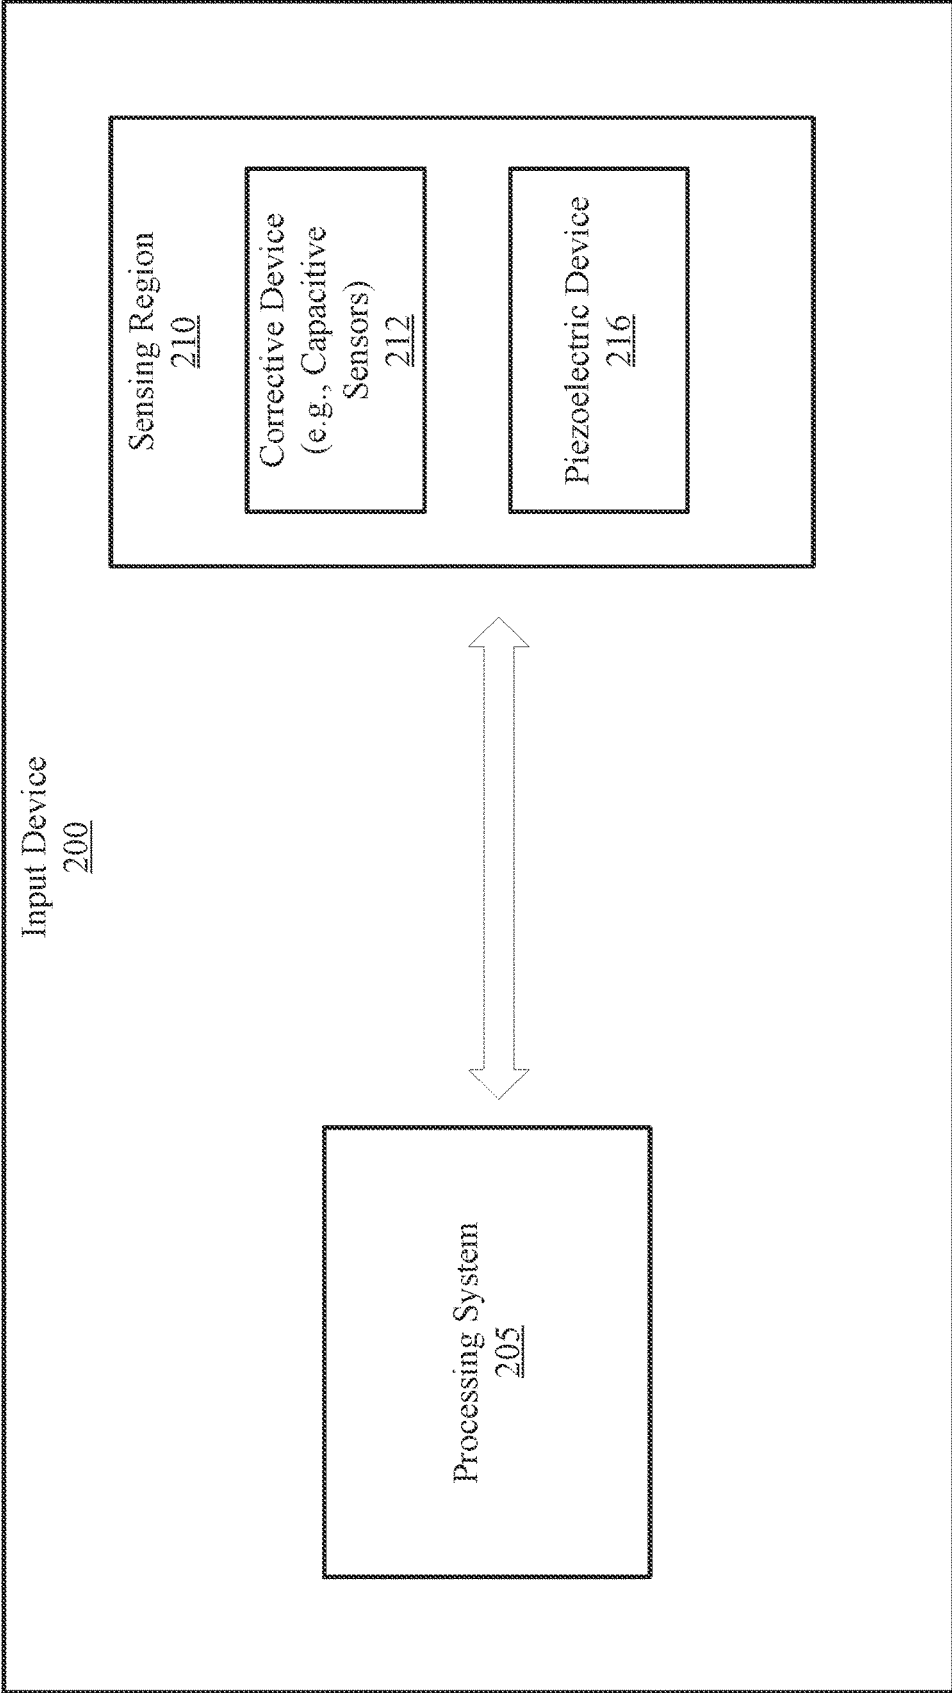 Input Device
200
Processing System
205
Sensing Region
210
Corrective Device
(e.g., Capacitive
Sensors)
212
Piezoelectric Device
216